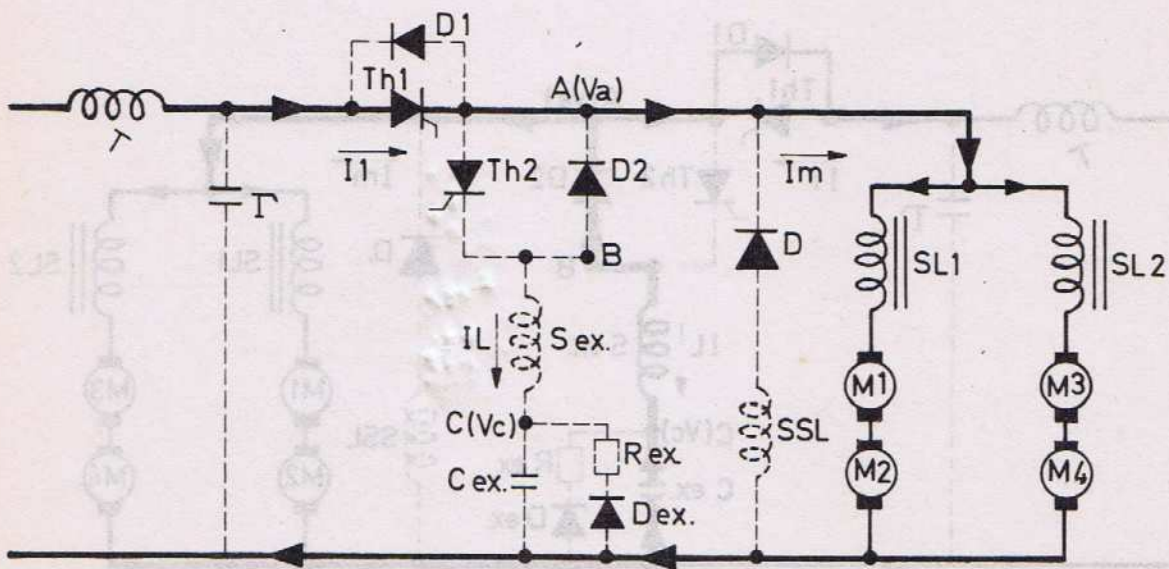 D1
Th1
A(Va)
I1
Th2
D2
Im
Γ
B
D
SL1
SL2
IL
S ex.
C(Vc)
R ex.
SSL
C ex.
D ex.
M1
M3
M2
M4